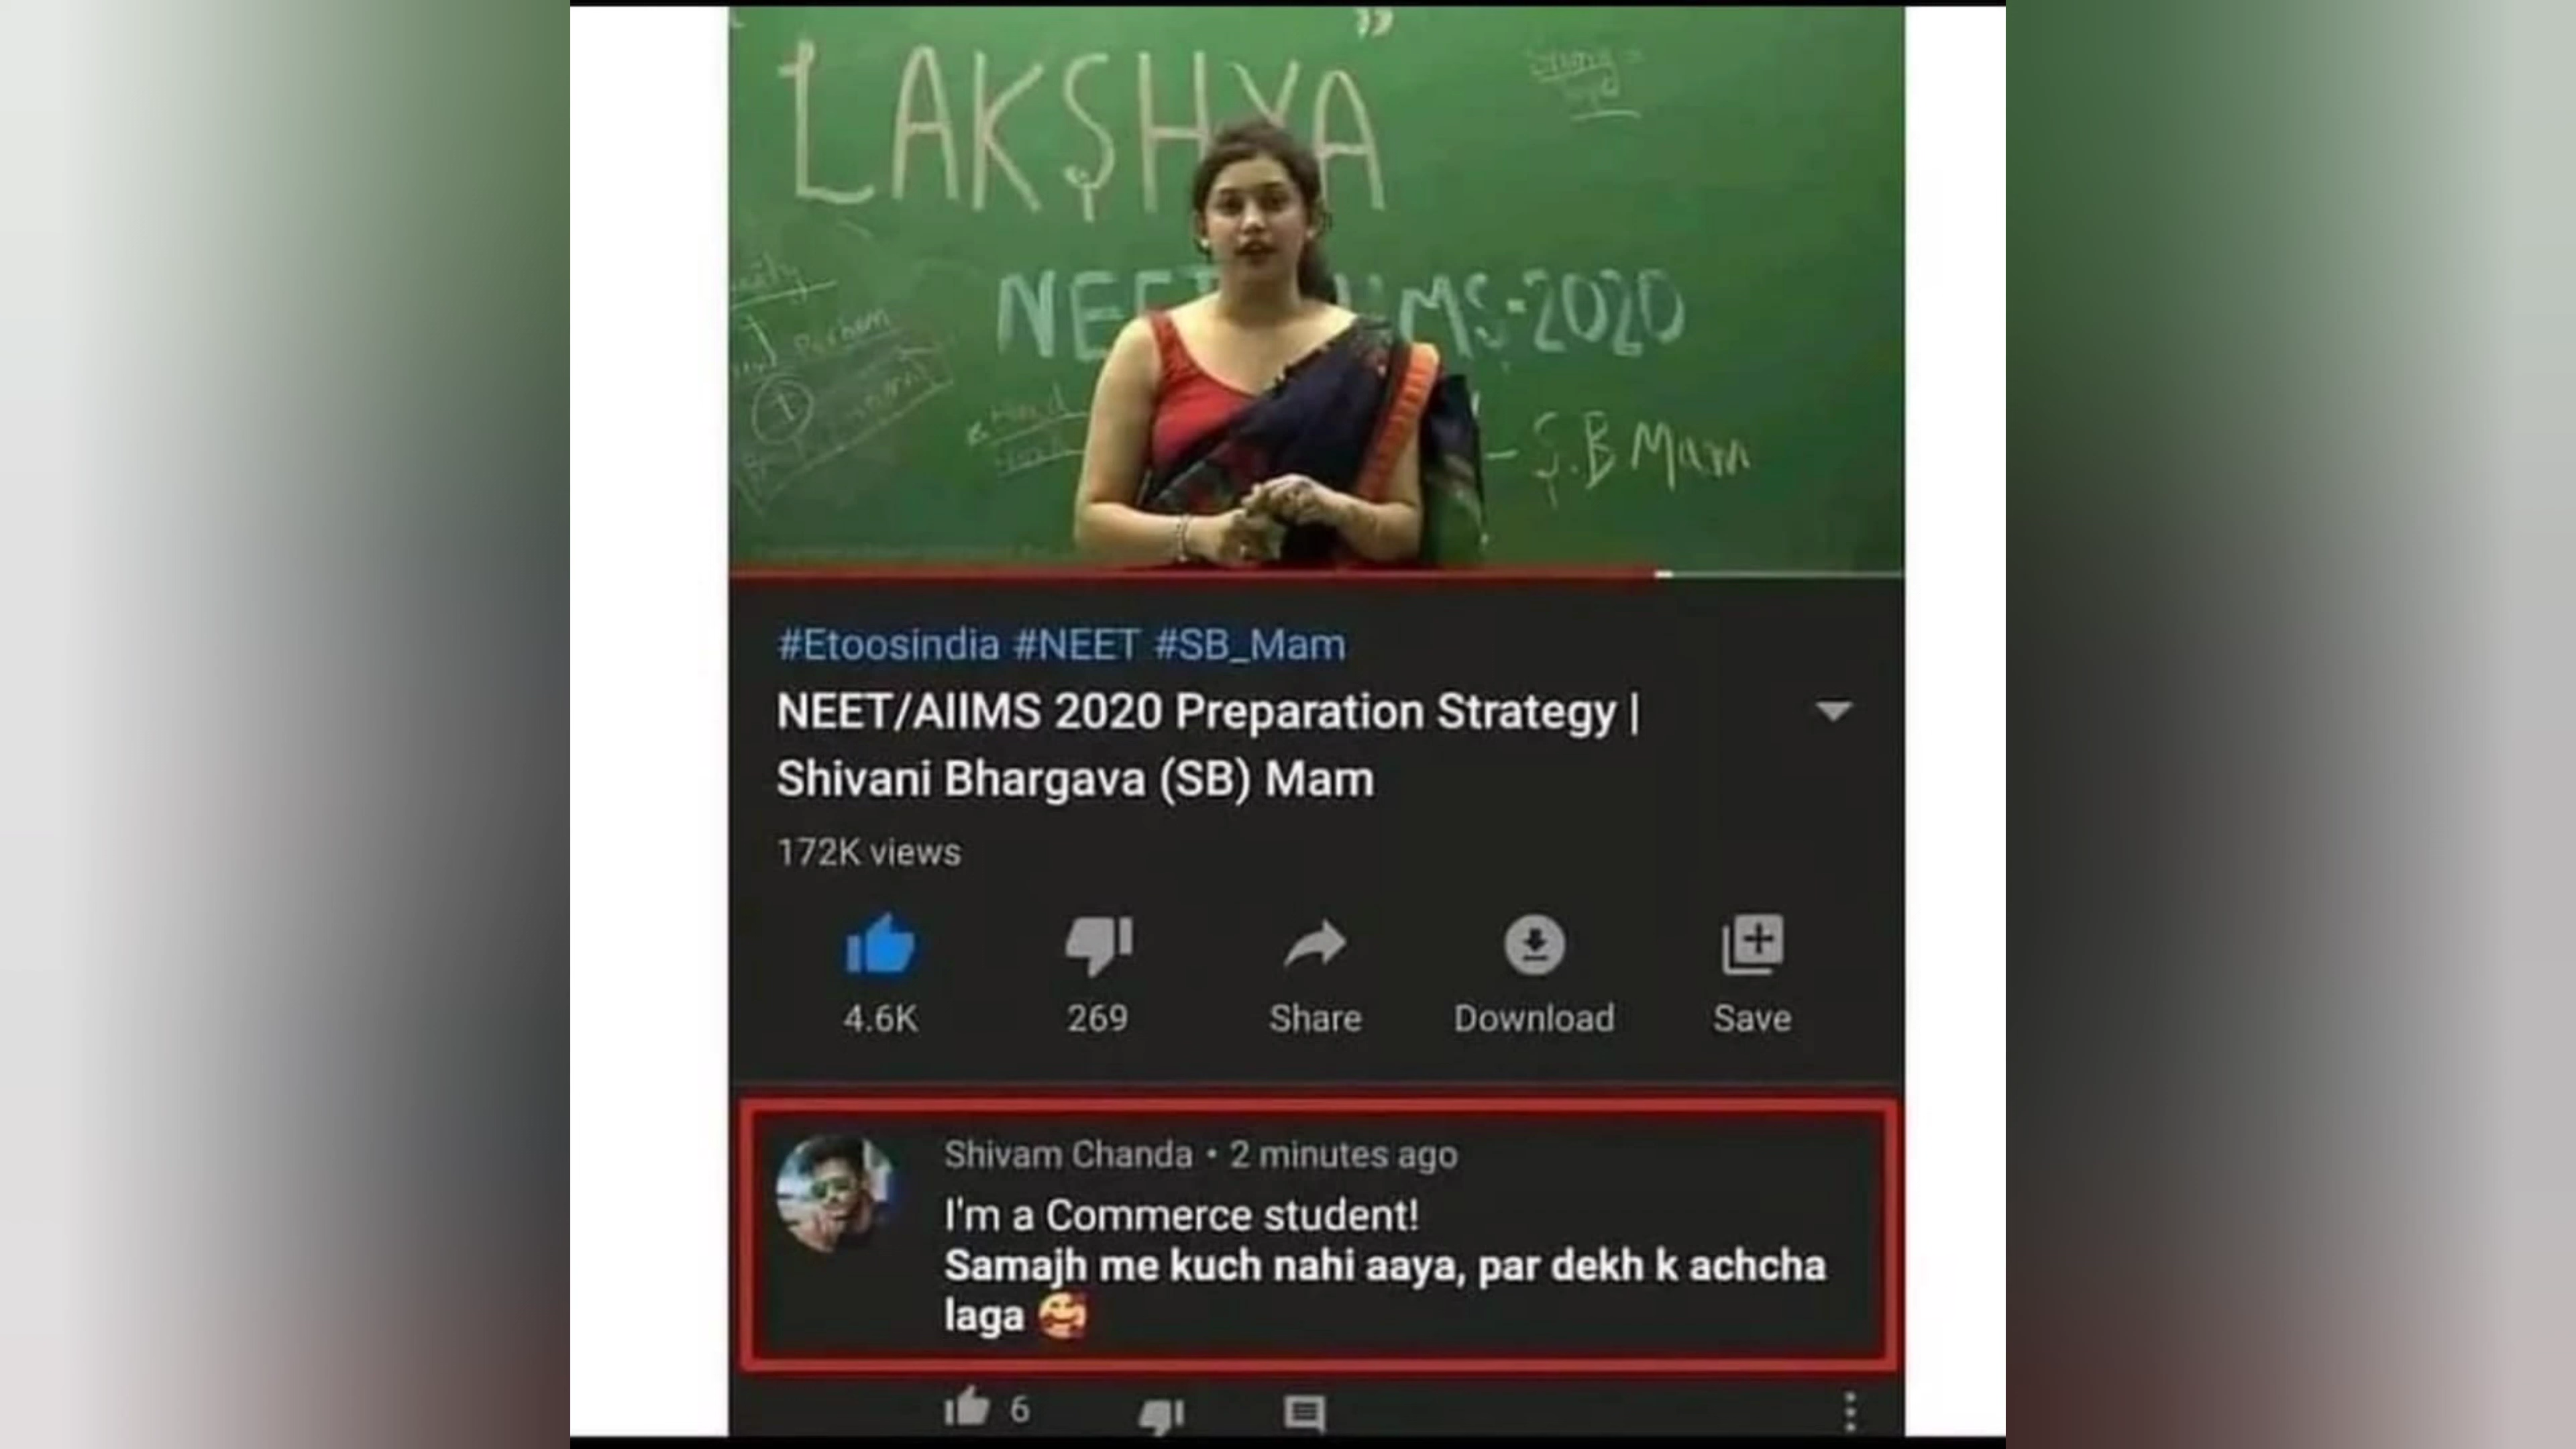 LAKSHYA"
NEET AIIMS-2020
Hard
- S.B Mam
#Etoosindia #NEET #SB_Mam
NEET/AIIMS 2020 Preparation Strategy |
Shivani Bhargava (SB) Mam
172K views
4.6K 269 Share Download Save
Shivam Chanda • 2 minutes ago
I'm a Commerce student!
Samajh me kuch nahi aaya, par dekh k achcha
laga 🥰
6